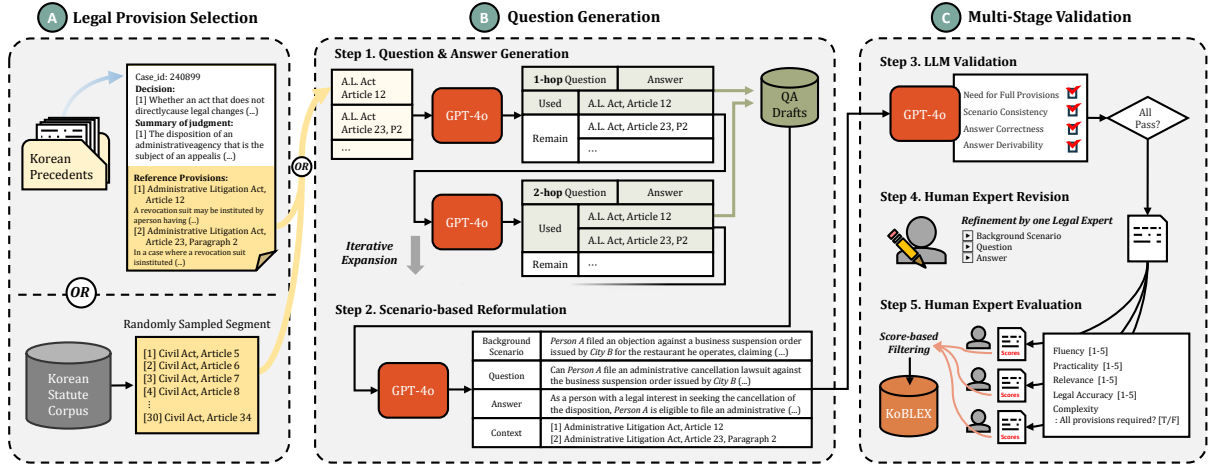 A Legal Provision Selection
Case_id: 240899
Decision:
[1] Whether an act that does not
directlycause legal changes (...)
Summary of judgment:
[1] The disposition of an
administrativeagency that is the
subject of an appealis (...)
Reference Provisions:
[1] Administrative Litigation Act,
Article 12
A revocation suit may be instituted by
aperson having (...)
[2] Administrative Litigation Act,
Article 23, Paragraph 2
In a case where a revocation suit
isinstituted (...)
Korean
Precedents
OR
Randomly Sampled Segment
Korean
Statute
Corpus
[1] Civil Act, Article 5
[2] Civil Act, Article 6
[3] Civil Act, Article 7
[4] Civil Act, Article 8
⋮
[30] Civil Act, Article 34
OR
B Question Generation
Step 1. Question & Answer Generation
A.L. Act
Article 12
A.L. Act
Article 23, P2
...
GPT-4o
1-hop Question Answer
Used A.L. Act, Article 12
Remain A.L. Act, Article 23, P2
...
QA
Drafts
GPT-4o
2-hop Question Answer
Used A.L. Act, Article 12
A.L. Act, Article 23, P2
Remain ...
Iterative
Expansion
Step 2. Scenario-based Reformulation
GPT-4o
Background
Scenario
Person A filed an objection against a business suspension order
issued by City B for the restaurant he operates, claiming (...)
Question
Can Person A file an administrative cancellation lawsuit against
the business suspension order issued by City B (...)
Answer
As a person with a legal interest in seeking the cancellation of
the disposition, Person A is eligible to file an administrative (...)
Context
[1] Administrative Litigation Act, Article 12
[2] Administrative Litigation Act, Article 23, Paragraph 2
C Multi-Stage Validation
Step 3. LLM Validation
GPT-4o
Need for Full Provisions
Scenario Consistency
Answer Correctness
Answer Derivability
All
Pass?
Step 4. Human Expert Revision
Refinement by one Legal Expert
Background Scenario
Question
Answer
Step 5. Human Expert Evaluation
Score-based
Filtering
KoBLEX
Scores
Scores
Scores
Fluency [1-5]
Practicality [1-5]
Relevance [1-5]
Legal Accuracy [1-5]
Complexity
: All provisions required? [T/F]